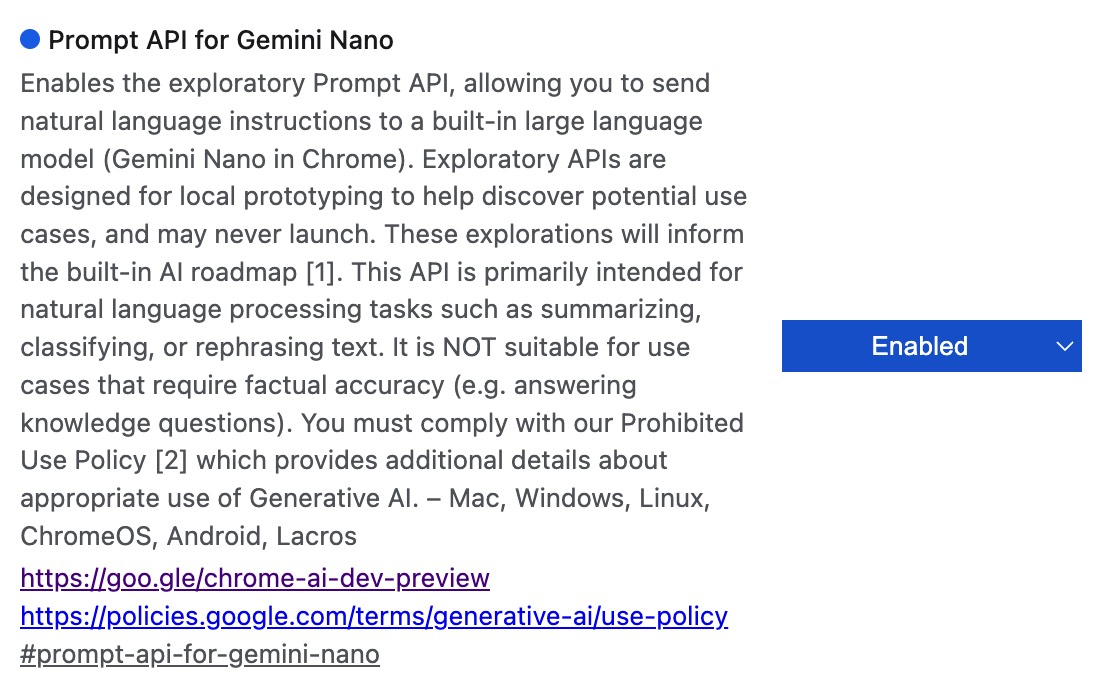 Prompt API for Gemini Nano
Enables the exploratory Prompt API, allowing you to send
natural language instructions to a built-in large language
model (Gemini Nano in Chrome). Exploratory APIs are
designed for local prototyping to help discover potential use
cases, and may never launch. These explorations will inform
the built-in AI roadmap [1]. This API is primarily intended for
natural language processing tasks such as summarizing,
classifying, or rephrasing text. It is NOT suitable for use
cases that require factual accuracy (e.g. answering
knowledge questions). You must comply with our Prohibited
Use Policy [2] which provides additional details about
appropriate use of Generative AI. – Mac, Windows, Linux,
ChromeOS, Android, Lacros
https://goo.gle/chrome-ai-dev-preview
https://policies.google.com/terms/generative-ai/use-policy
#prompt-api-for-gemini-nano
Enabled